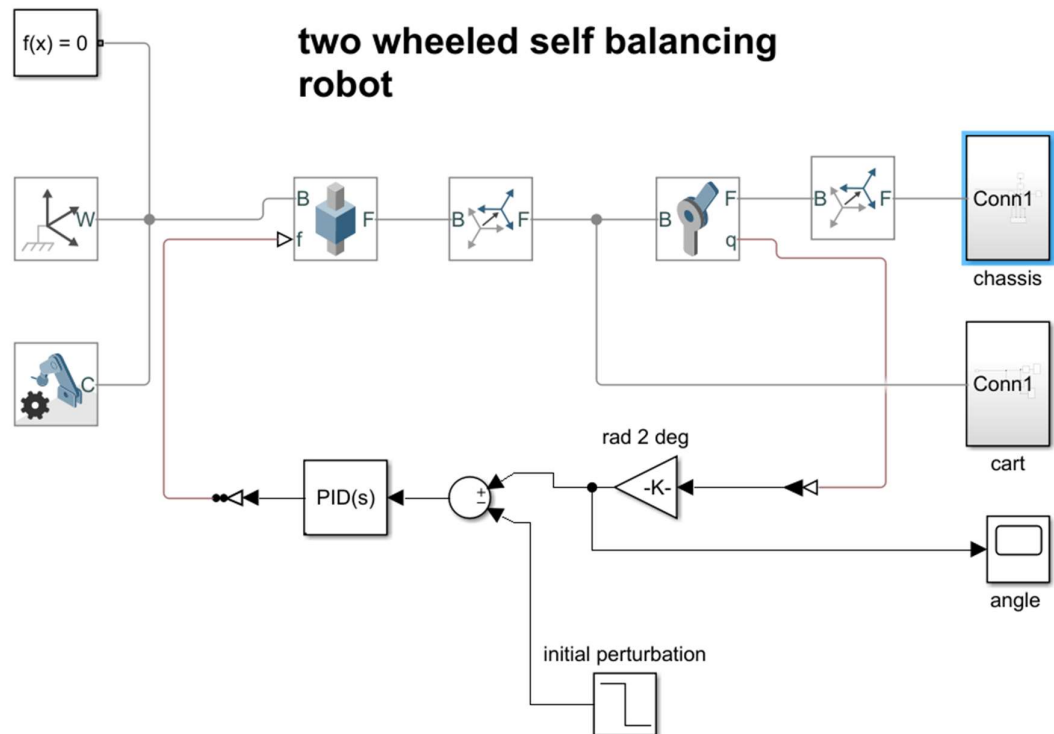 f(x) = 0
two wheeled self balancing
robot
W
B
F
f
B
F
B
F
q
B
F
Conn1
chassis
C
Conn1
cart
rad 2 deg
-K-
PID(s)
+
−
angle
initial perturbation